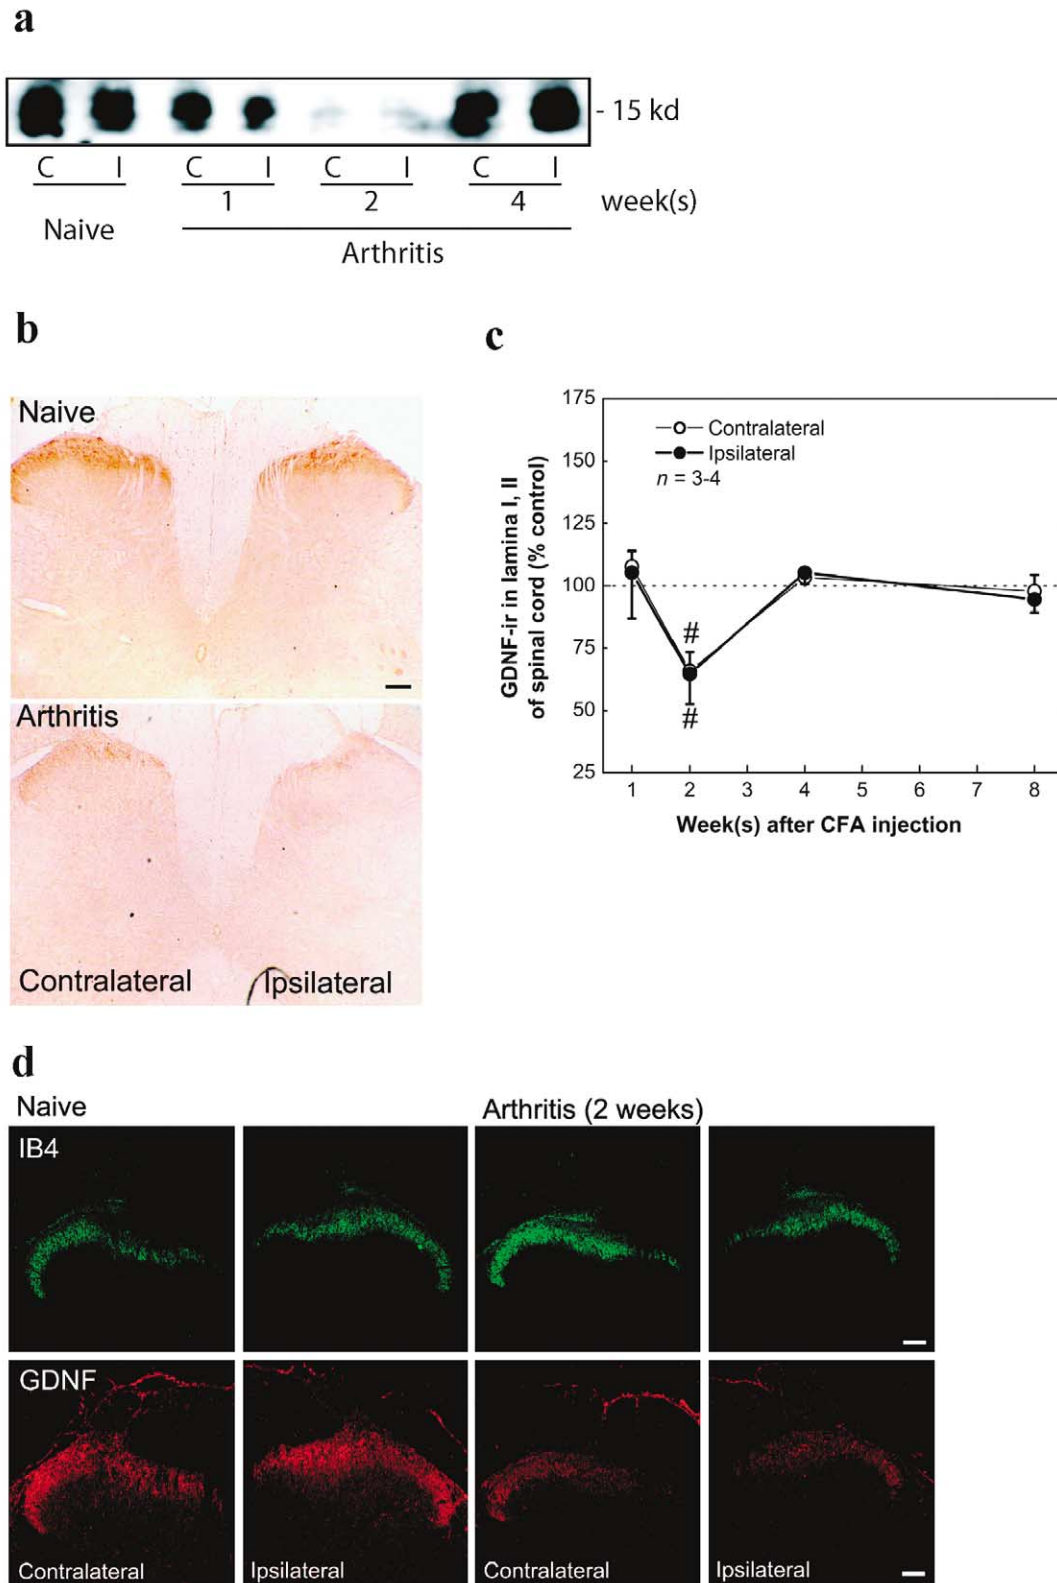 a
- 15 kd
C I C I C I C I
1 2 4 week(s)
Naive
Arthritis
b
Naive
Arthritis
Contralateral Ipsilateral
c
175
150
125
100
75
50
25
GDNF-ir in lamina I, II
of spinal cord (% control)
Contralateral
Ipsilateral
n = 3-4
#
#
1 2 3 4 5 6 7 8
Week(s) after CFA injection
d
Naive Arthritis (2 weeks)
IB4
GDNF
Contralateral Ipsilateral Contralateral Ipsilateral